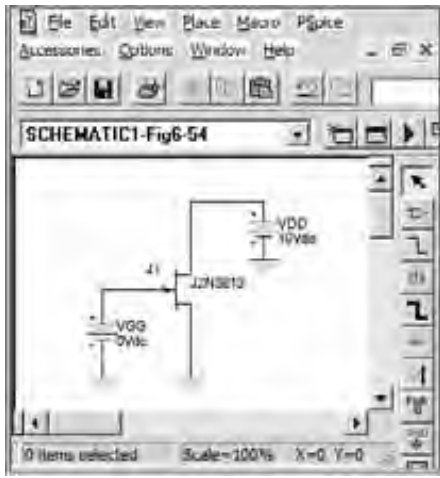 File Edit View Place Macro PSpice
Accessories Options Window Help
SCHEMATIC1-Fig6-54
VDD
10Vdc
J1
VGG
0Vdc
0 items selected Scale=100% X=0 Y=0